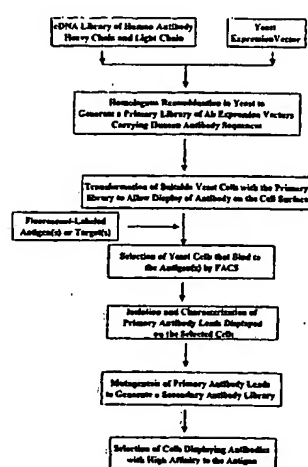 cDNA Library of Human Antibody
Heavy Chain and Light Chain
Yeast
Expression Vector
Homologous Recombination in Yeast to
Generate a Primary Library of Ab Expression Vectors
Carrying Human Antibody Sequences
Transformation of Suitable Yeast Cells with the Primary
library to Allow Display of Antibody on the Cell Surface
Fluorescent-Labeled
Antigen(s) or Target(s)
Selection of Yeast Cells that Bind to
the Antigen(s) by FACS
Isolation and Characterization of
Primary Antibody Leads Displayed
on the Selected Cells
Mutagenesis of Primary Antibody Leads
to Generate a Secondary Antibody Library
Selection of Cells Displaying Antibodies
with High Affinity to the Antigen